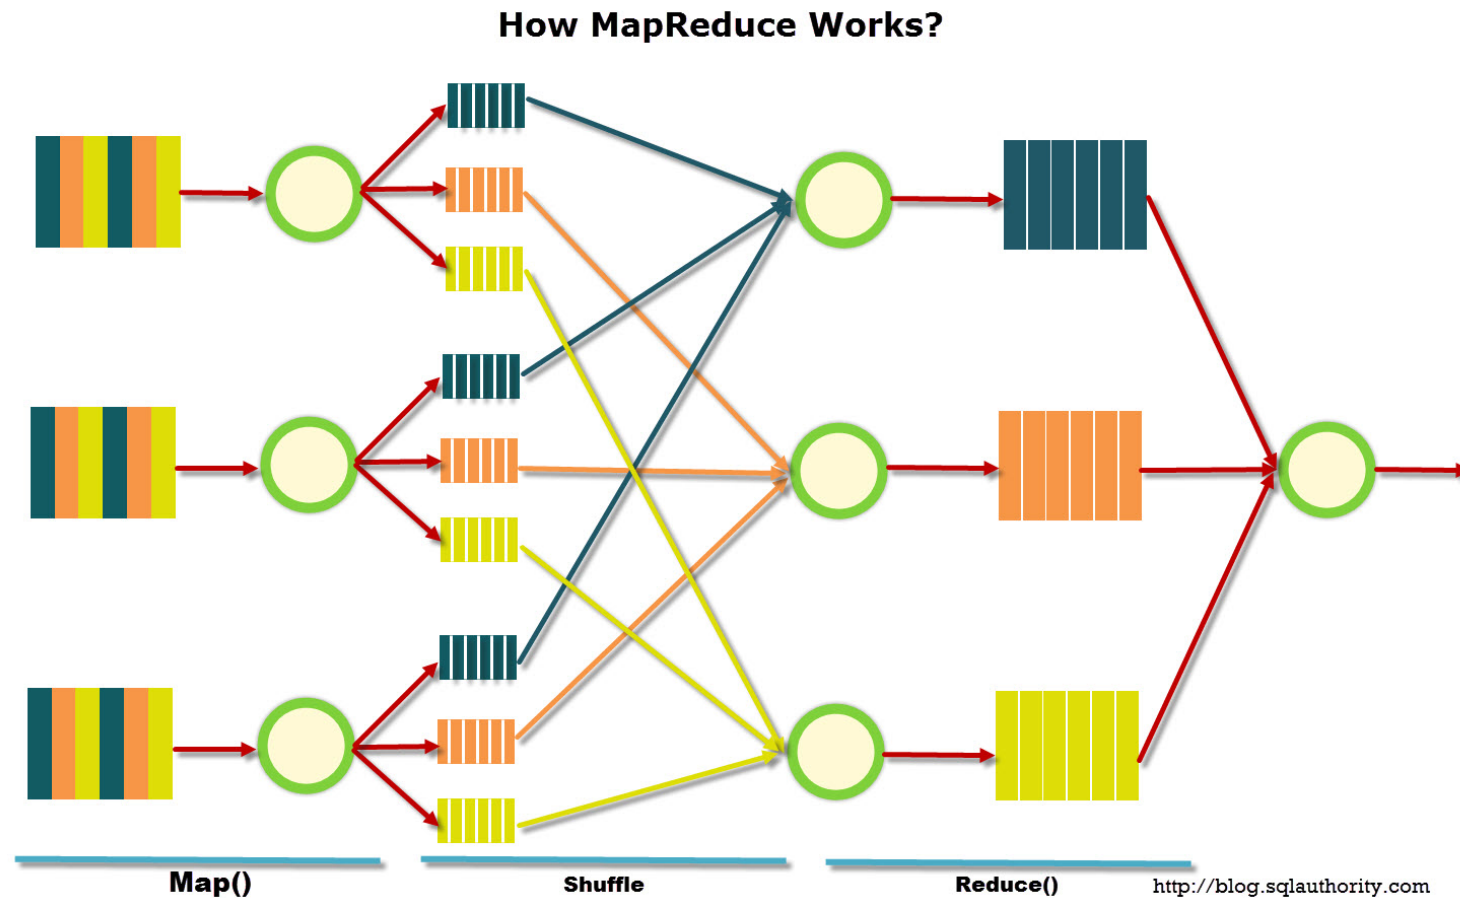 How MapReduce Works?
Map()
Shuffle
Reduce()
http://blog.sqlauthority.com